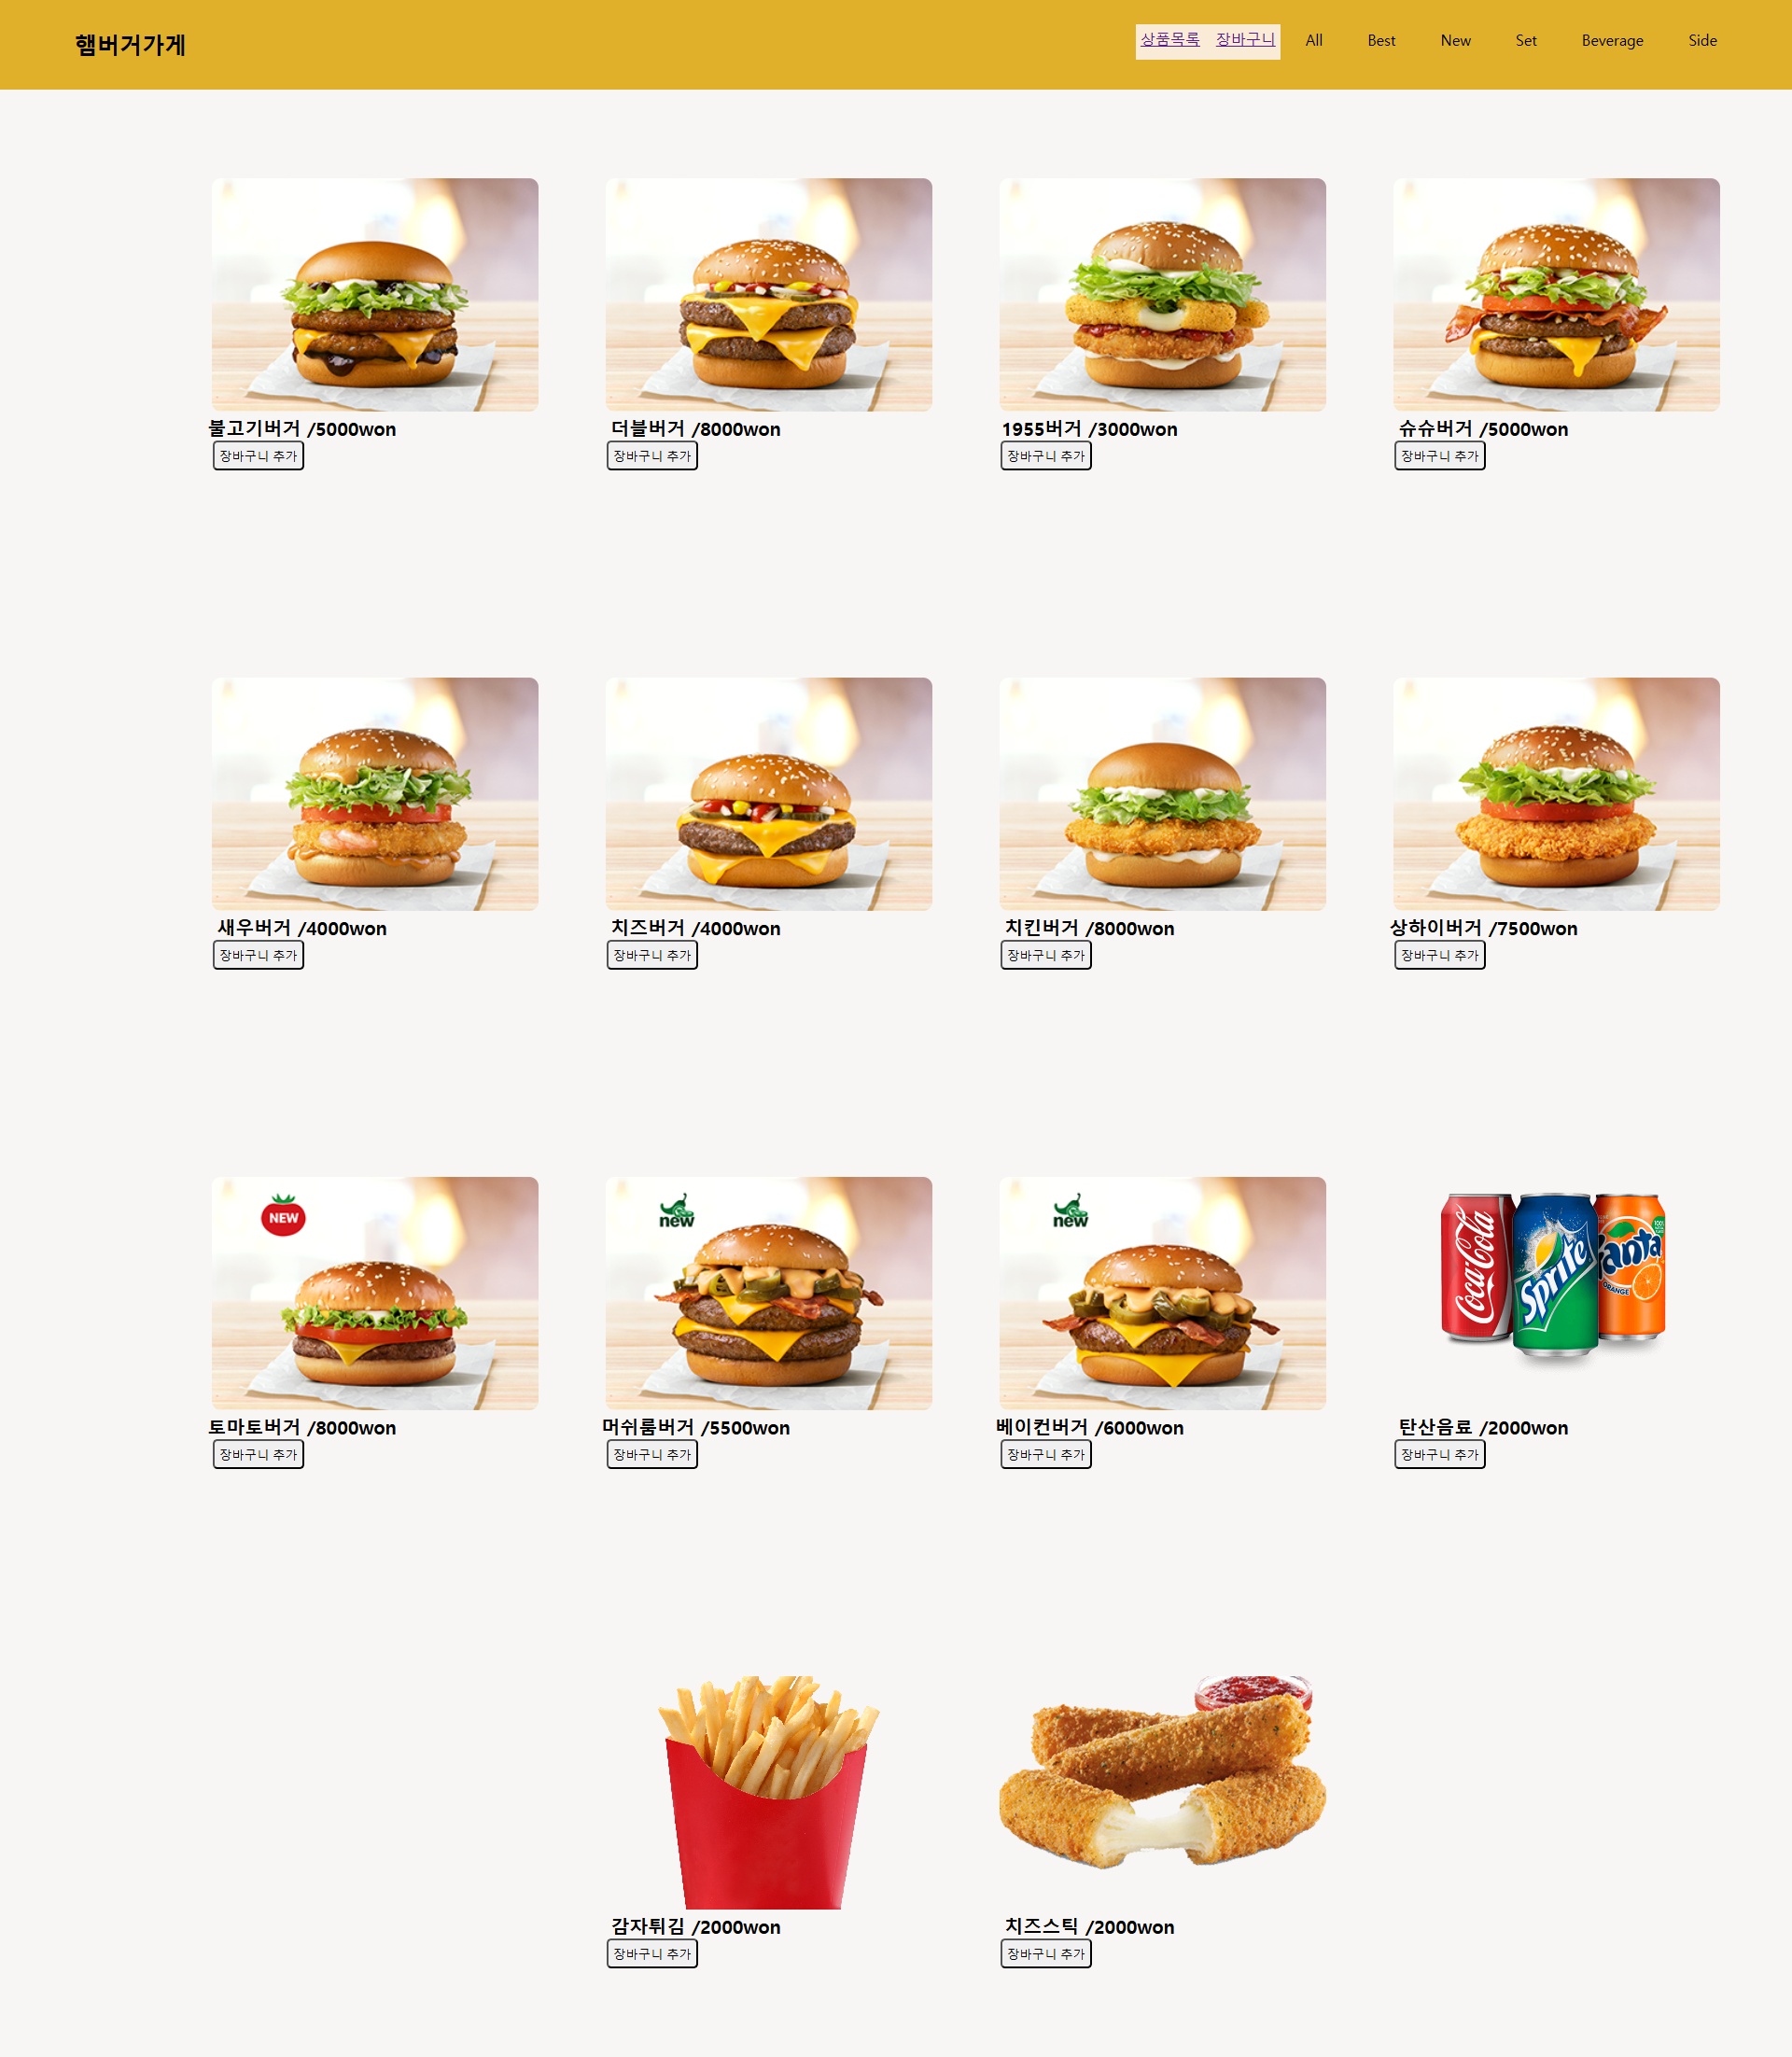 햄버거가게
상품목록 장바구니 All Best New Set Beverage Side
불고기버거 /5000won
장바구니 추가
더블버거 /8000won
장바구니 추가
1955버거 /3000won
장바구니 추가
슈슈버거 /5000won
장바구니 추가
새우버거 /4000won
장바구니 추가
치즈버거 /4000won
장바구니 추가
치킨버거 /8000won
장바구니 추가
상하이버거 /7500won
장바구니 추가
NEW
토마토버거 /8000won
장바구니 추가
new
머쉬룸버거 /5500won
장바구니 추가
new
베이컨버거 /6000won
장바구니 추가
Coca-Cola
Sprite
Fanta
ORANGE
탄산음료 /2000won
장바구니 추가
감자튀김 /2000won
장바구니 추가
치즈스틱 /2000won
장바구니 추가